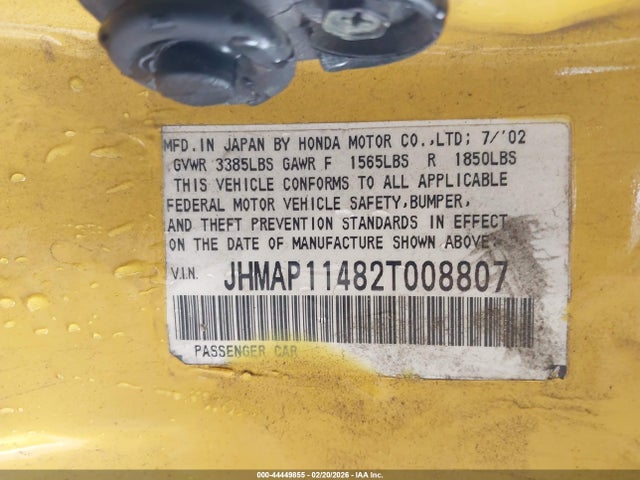 MFD.IN JAPAN BY HONDA MOTOR CO.,LTD; 7/'02
GVWR 3385LBS GAWR F 1565LBS R 1850LBS
THIS VEHICLE CONFORMS TO ALL APPLICABLE
FEDERAL MOTOR VEHICLE SAFETY,BUMPER,
AND THEFT PREVENTION STANDARDS IN EFFECT
ON THE DATE OF MANUFACTURE SHOWN ABOVE.
V.I.N. JHMAP11482T008807
PASSENGER CAR
000-44449855 - 02/20/2026 - IAA Inc.